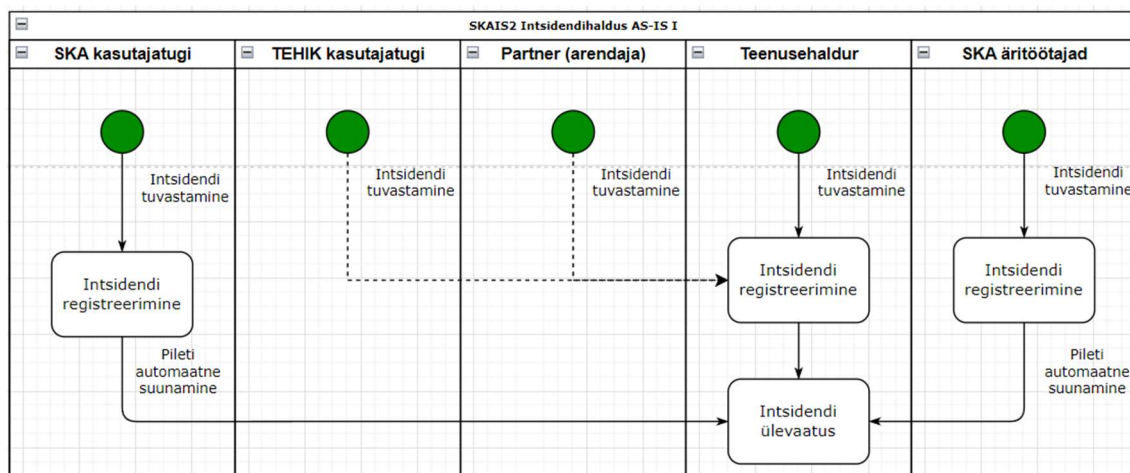 SKAIS2 Intsidendihaldus AS-IS I
SKA kasutajatugi
TEHIK kasutajatugi
Partner (arendaja)
Teenusehaldur
SKA äritöötajad
Intsidendi
tuvastamine
Intsidendi
tuvastamine
Intsidendi
tuvastamine
Intsidendi
tuvastamine
Intsidendi
tuvastamine
Intsidendi
registreerimine
Intsidendi
registreerimine
Intsidendi
registreerimine
Pileti
automaatne
suunamine
Pileti
automaatne
suunamine
Intsidendi
ülevaatus